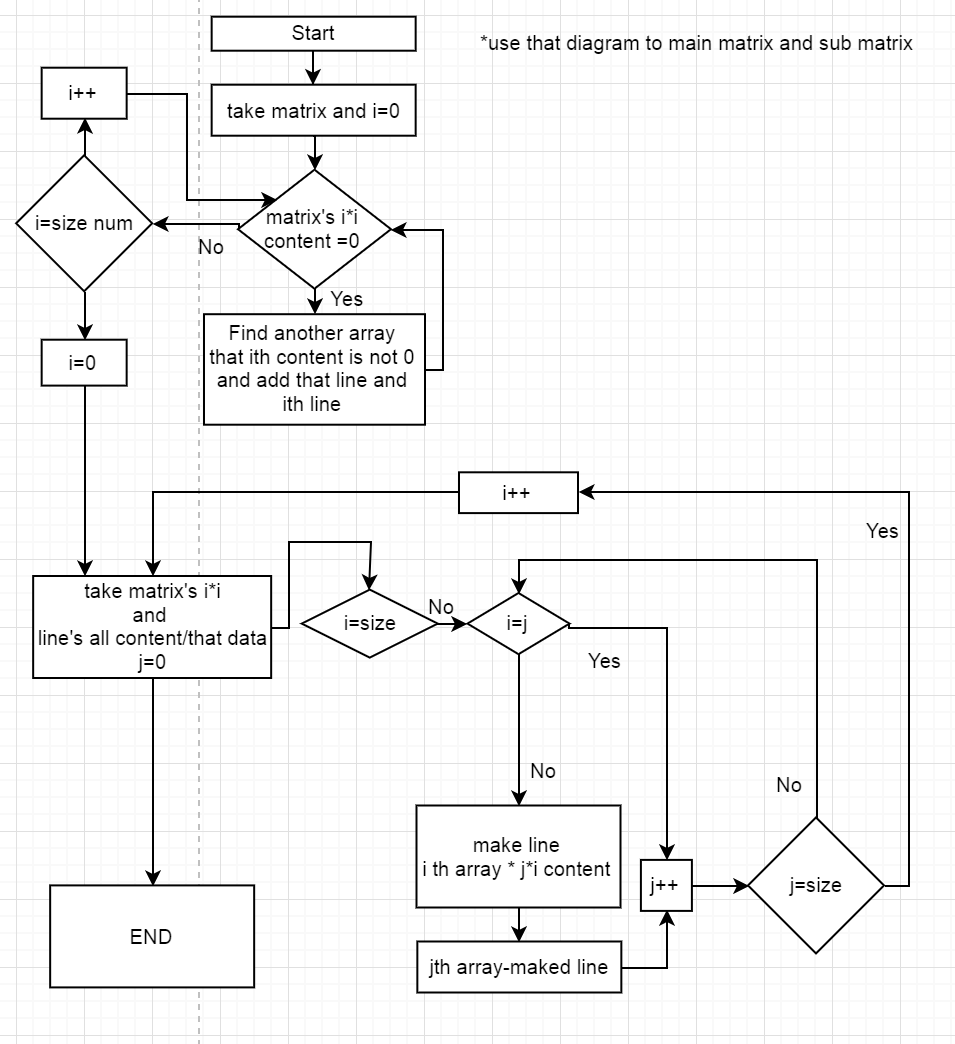 Start
*use that diagram to main matrix and sub matrix
i++
take matrix and i=0
i=size num
matrix's i*i
content =0
No
Yes
i=0
Find another array
that ith content is not 0
and add that line and
ith line
i++
Yes
take matrix's i*i
and
line's all content/that data
j=0
i=size
No
i=j
Yes
No
No
make line
i th array * j*i content
j++
j=size
END
jth array-maked line